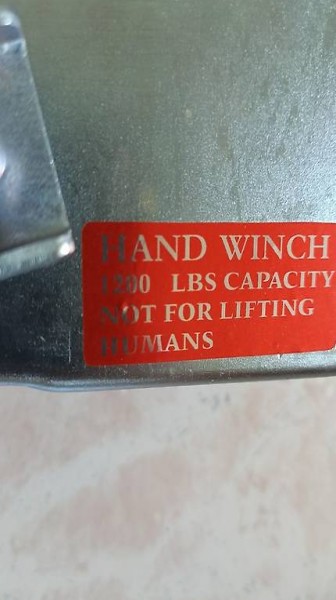 HAND WINCH
1200 LBS CAPACITY
NOT FOR LIFTING
HUMANS